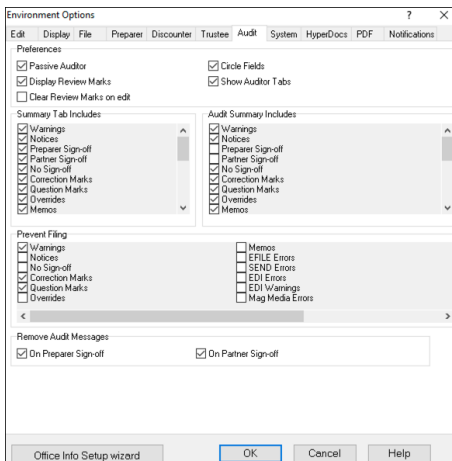 Environment Options ? X
Edit Display File Preparer Discounter Trustee Audit System HyperDocs PDF Notifications
Preferences
Passive Auditor Circle Fields
Display Review Marks Show Auditor Tabs
Clear Review Marks on edit
Summary Tab Includes Audit Summary Includes
Warnings Warnings
Notices Notices
Preparer Sign-off Preparer Sign-off
Partner Sign-off Partner Sign-off
No Sign-off No Sign-off
Correction Marks Correction Marks
Question Marks Question Marks
Overrides Overrides
Memos Memos
Prevent Filing
Warnings Memos
Notices EFILE Errors
No Sign-off SEND Errors
Correction Marks EDI Errors
Question Marks EDI Warnings
Overrides Mag Media Errors
Remove Audit Messages
On Preparer Sign-off On Partner Sign-off
Office Info Setup wizard OK Cancel Help